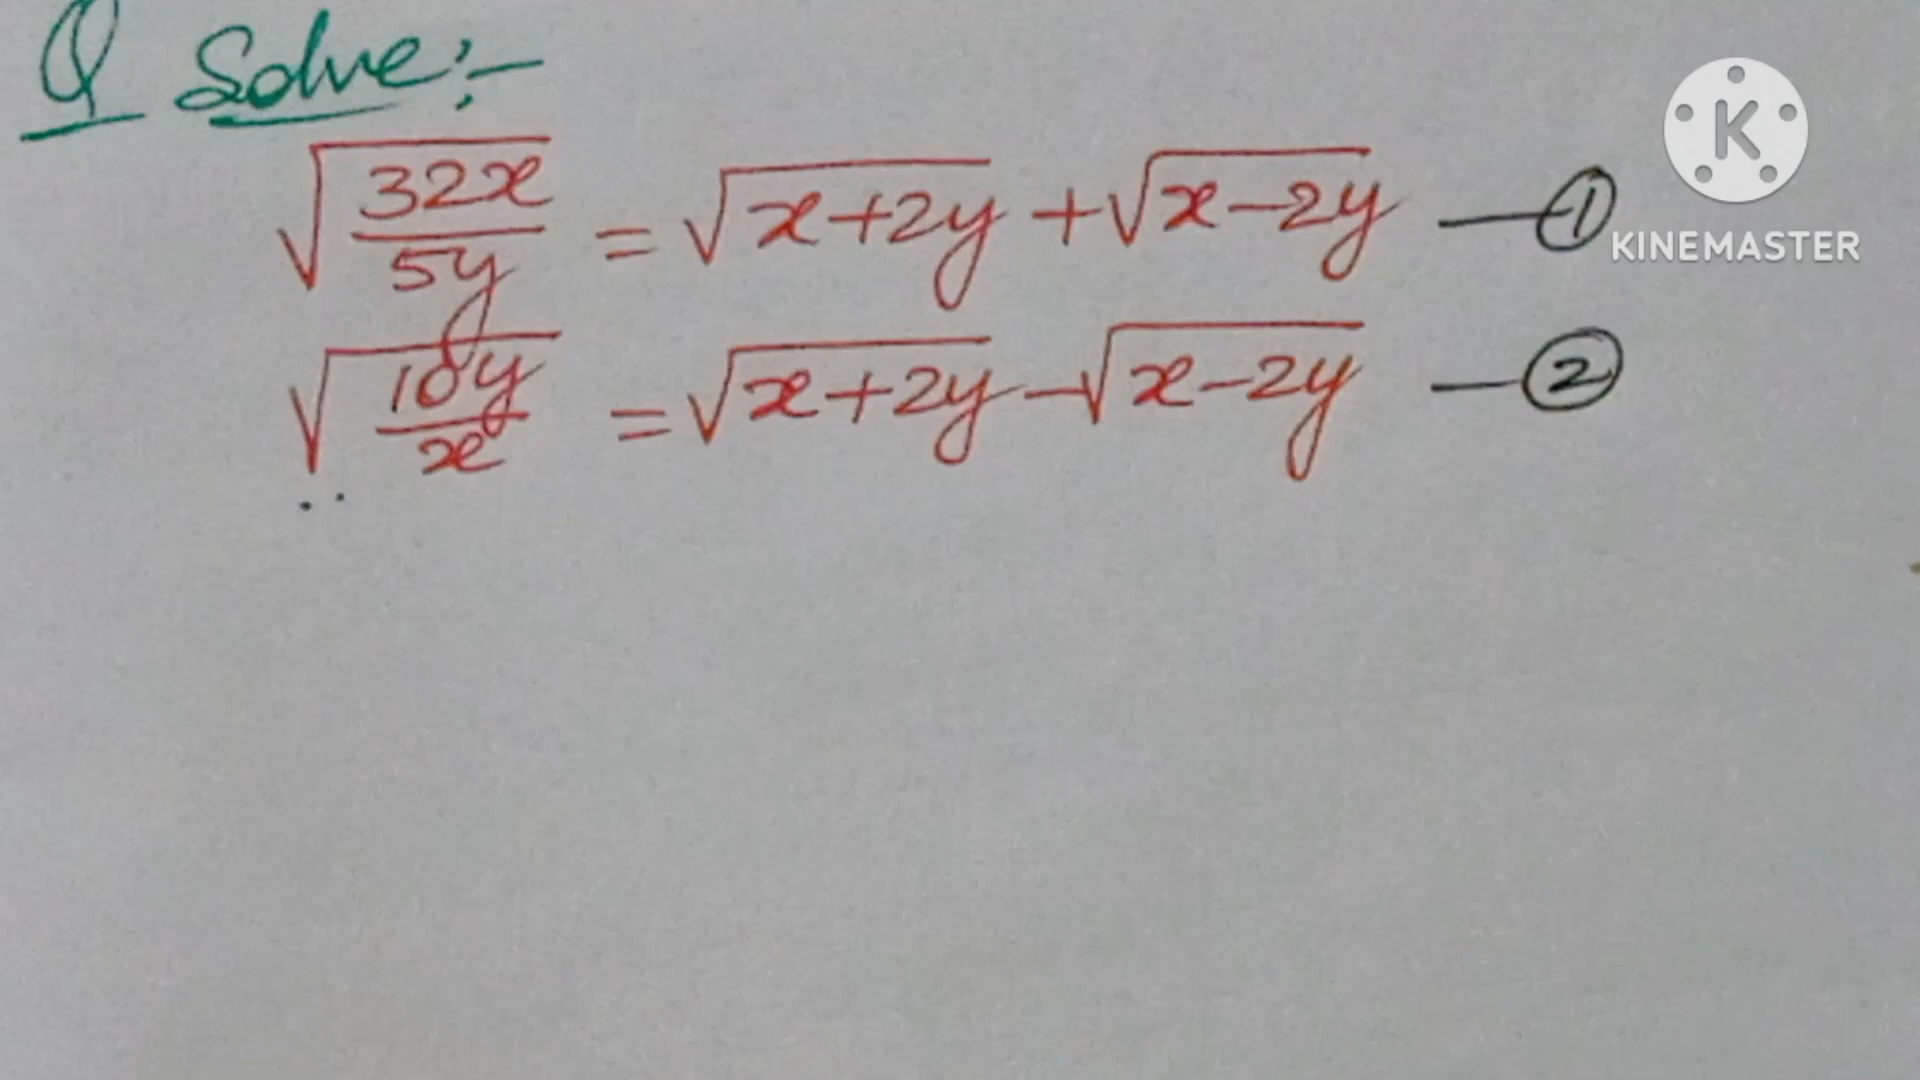 Q Solve:-
√(32x/5y) = √(x+2y) + √(x-2y) —①
√(10y/x) = √(x+2y) - √(x-2y) —②
K
KINEMASTER